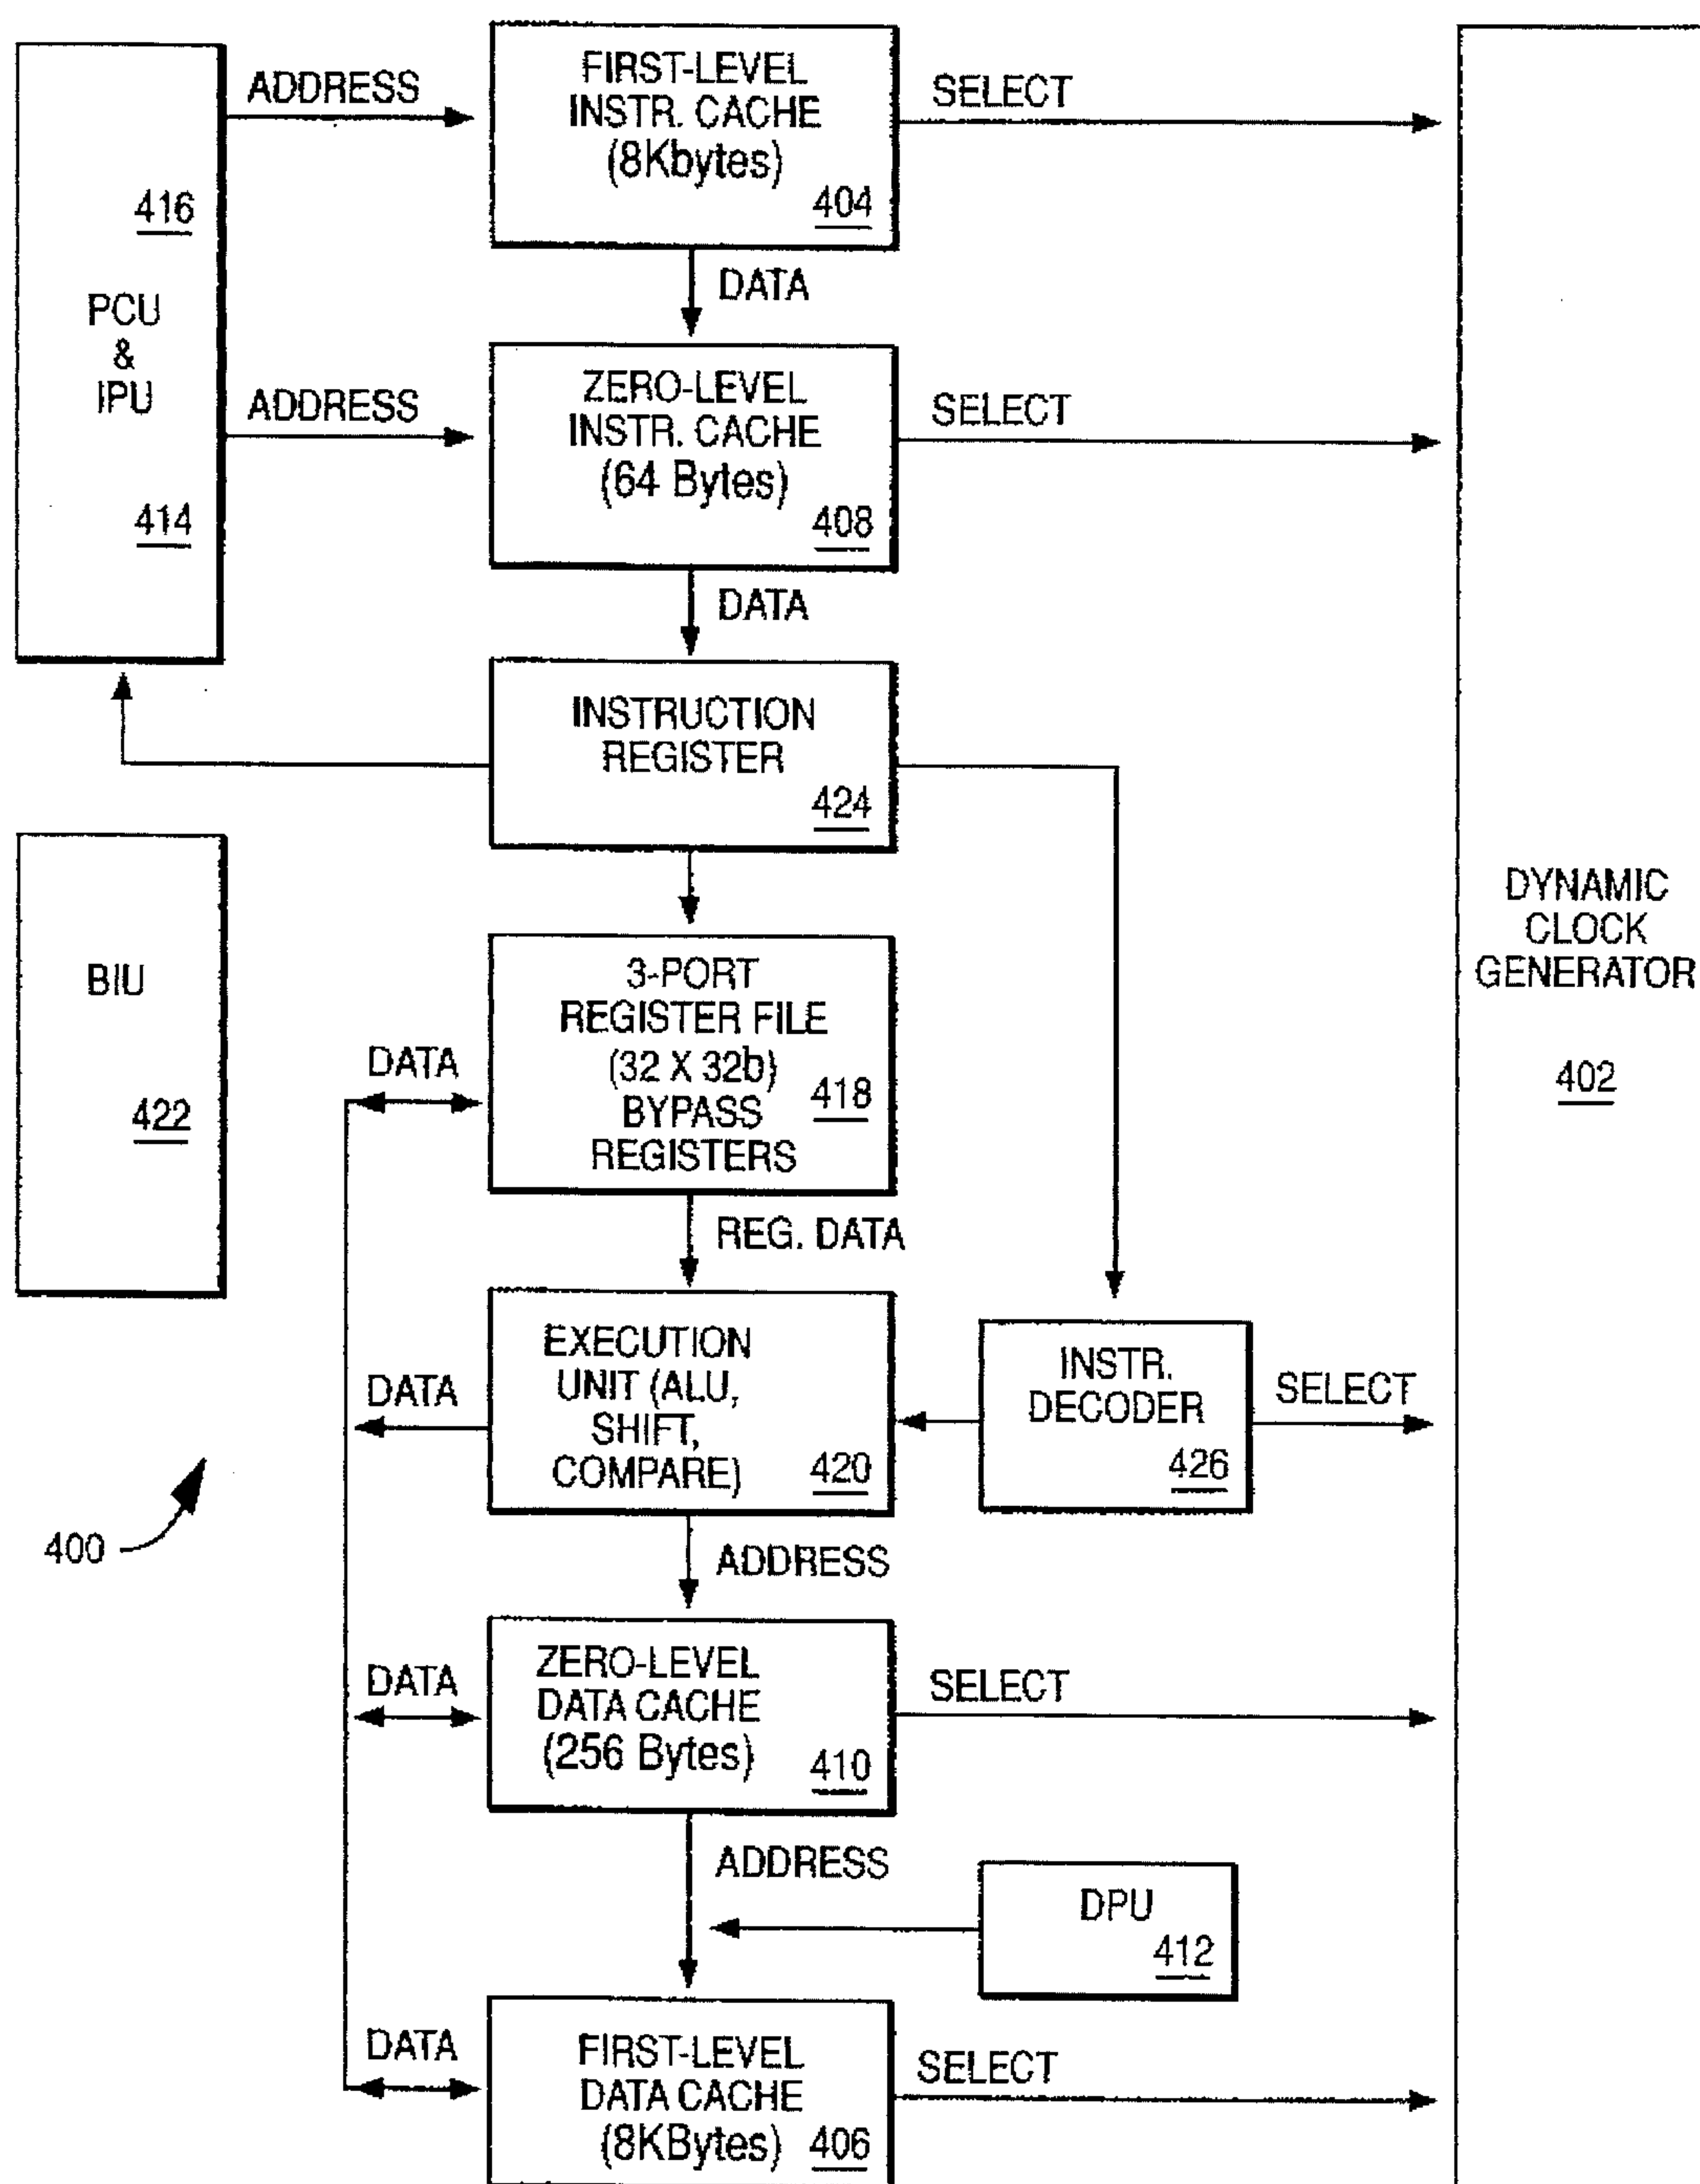 FIRST-LEVEL
INSTR. CACHE
(8Kbytes)
404
ADDRESS
SELECT
416
PCU
&
IPU
414
DATA
ADDRESS
ZERO-LEVEL
INSTR. CACHE
(64 Bytes)
408
SELECT
DATA
INSTRUCTION
REGISTER
424
BIU
422
DYNAMIC
CLOCK
GENERATOR
402
3-PORT
REGISTER FILE
(32 X 32b)
418
BYPASS
REGISTERS
DATA
REG. DATA
EXECUTION
UNIT (ALU,
SHIFT,
COMPARE)
420
DATA
INSTR.
DECODER
426
SELECT
400
ADDRESS
ZERO-LEVEL
DATA CACHE
(256 Bytes)
410
DATA
SELECT
ADDRESS
DPU
412
DATA
FIRST-LEVEL
DATA CACHE
(8KBytes)
406
SELECT